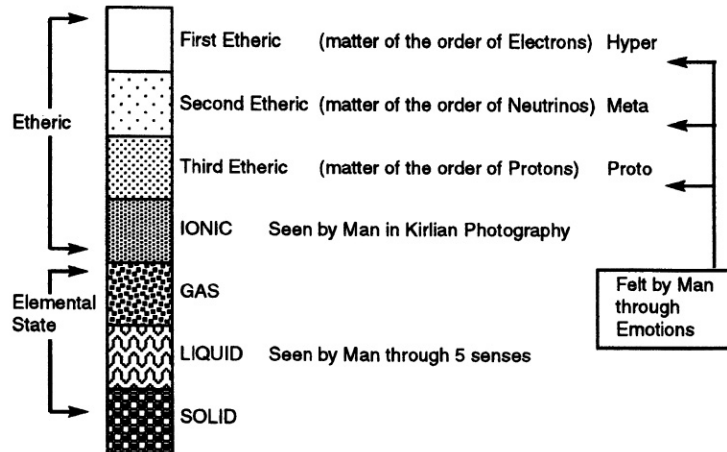 First Etheric (matter of the order of Electrons) Hyper
Second Etheric (matter of the order of Neutrinos) Meta
Etheric
Third Etheric (matter of the order of Protons) Proto
IONIC Seen by Man in Kirlian Photography
GAS
Elemental
State
Felt by Man
through
Emotions
LIQUID Seen by Man through 5 senses
SOLID